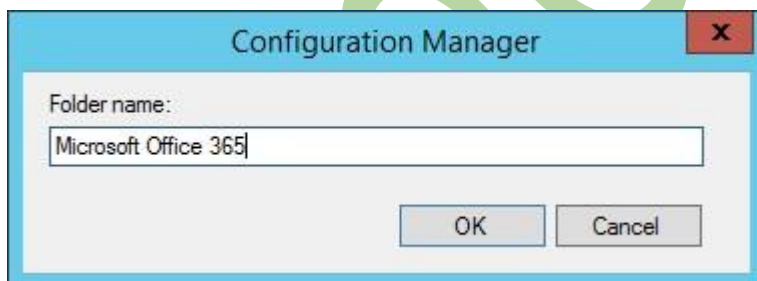 Configuration Manager
x
Folder name:
Microsoft Office 365
OK Cancel